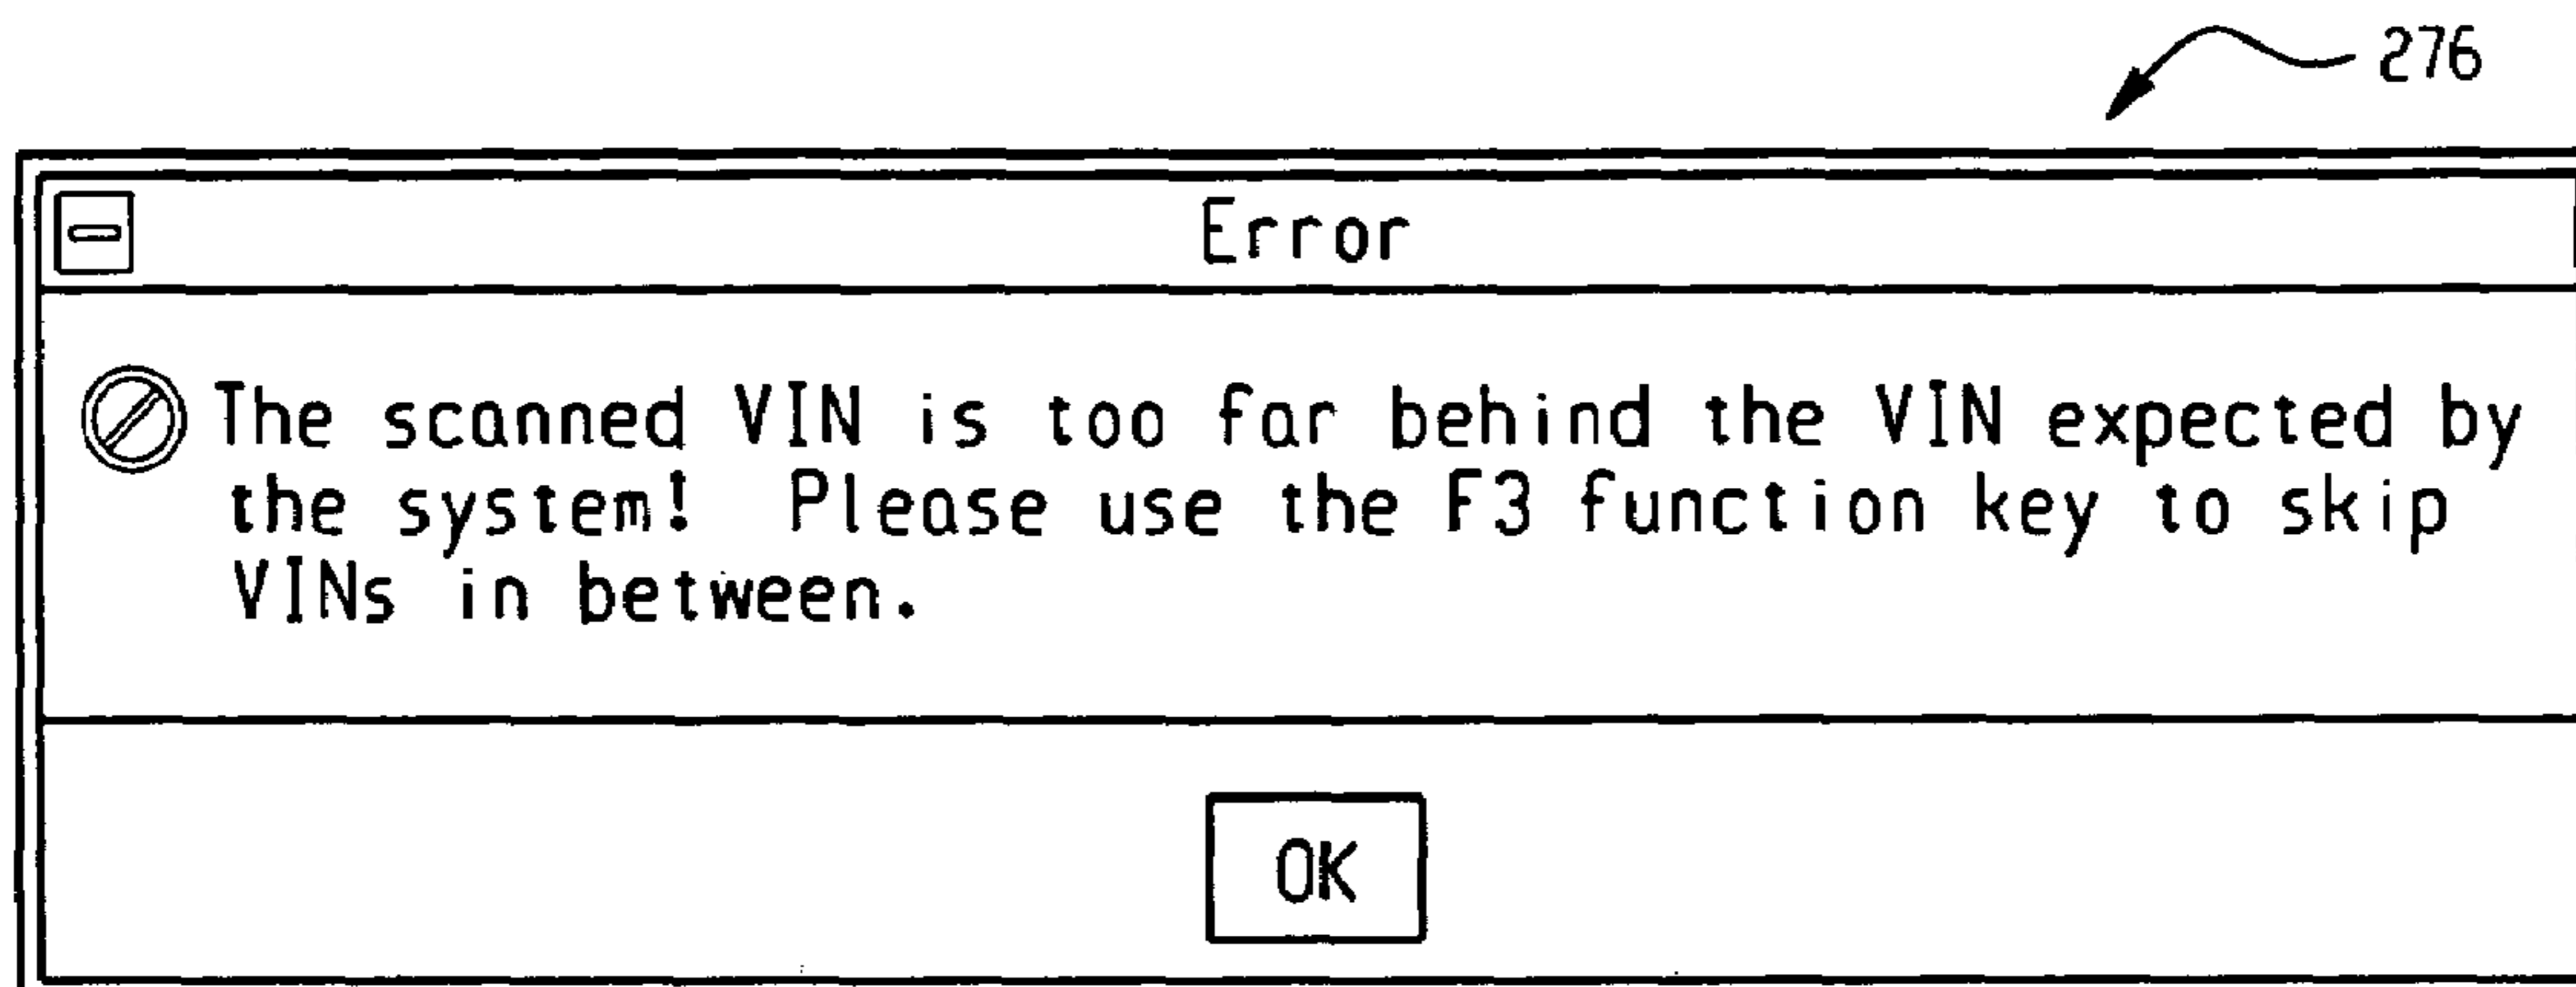 276
Error
The scanned VIN is too far behind the VIN expected by
the system! Please use the F3 function key to skip
VINs in between.
OK